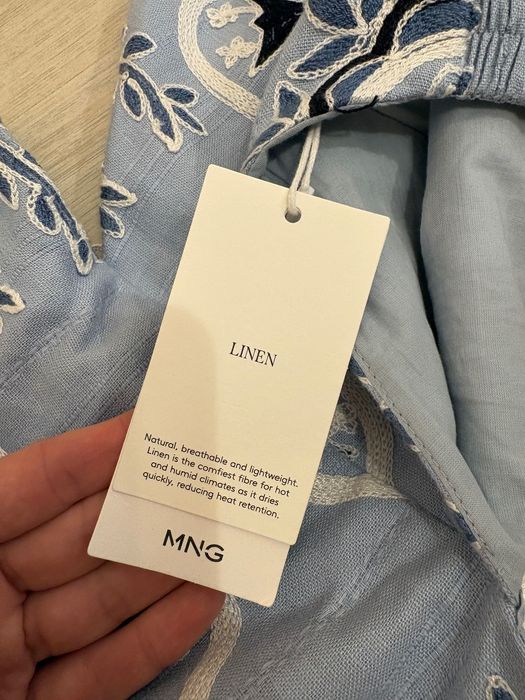 LINEN
Natural, breathable and lightweight.
Linen is the comfiest fibre for hot
and humid climates as it dries
quickly, reducing heat retention.
MNG